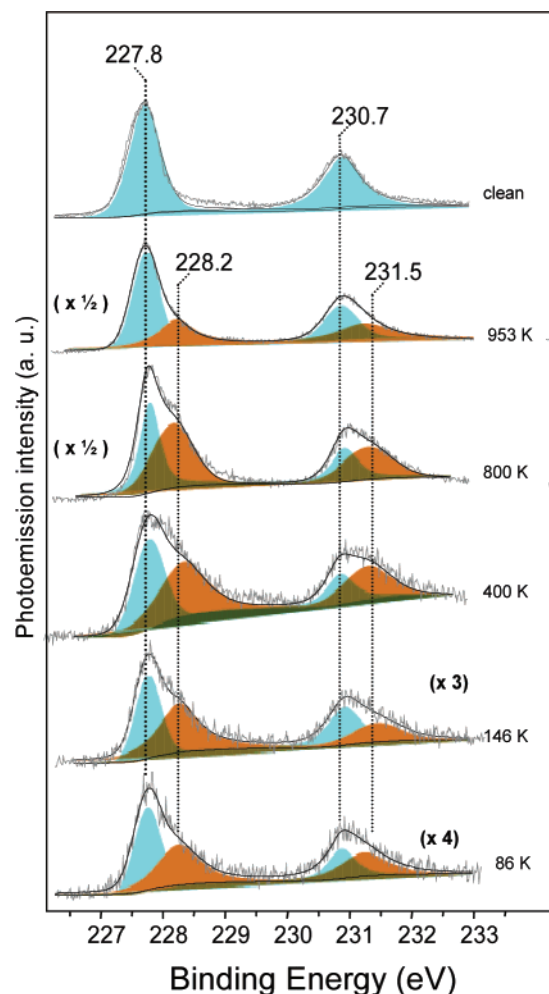 227.8
230.7
clean
228.2
231.5
( x ½ )
953 K
( x ½ )
800 K
400 K
(x 3)
146 K
(x 4)
86 K
Photoemission intensity (a. u.)
227 228 229 230 231 232 233
Binding Energy (eV)